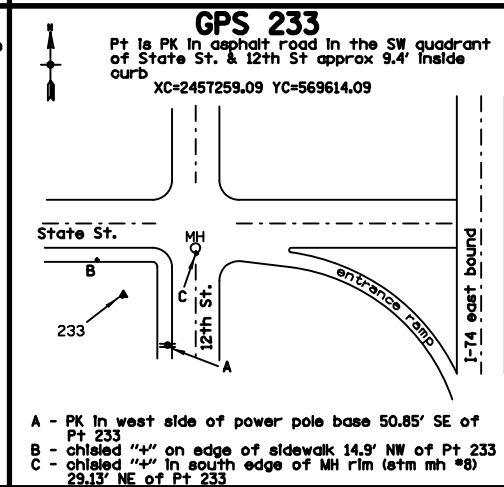 N
GPS 233
Pt is PK in asphalt road in the SW quadrant
of State St. & 12th St approx 9.4' inside
curb
XC=2457259.09 YC=569614.09
State St.
MH
B
C
12th St.
233
A
entrance ramp
I-74 east bound
A - PK in west side of power pole base 50.85' SE of
Pt 233
B - chisled "+" on edge of sidewalk 14.9' NW of Pt 233
C - chisled "+" in south edge of MH rim (stm mh #8)
29.13' NE of Pt 233